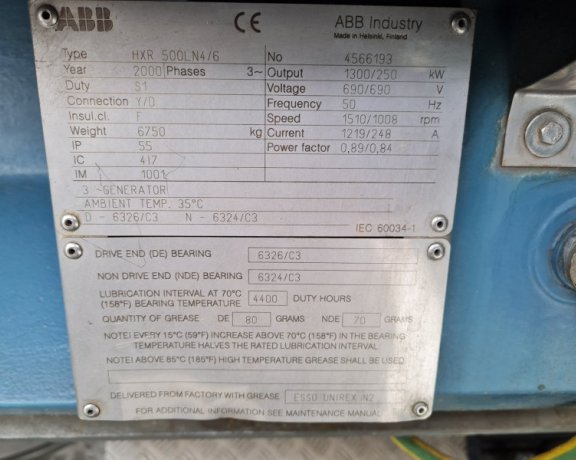 ABB CE ABB Industry
Made in Helsinki, Finland
Type HXR 500LN4/6 No 4566193
Year 2000 Phases 3~ Output 1300/250 kW
Duty S1 Voltage 690/690 V
Connection Y/D Frequency 50 Hz
Insul.cl. F Speed 1510/1008 rpm
Weight 6750 kg Current 1219/248 A
IP 55 Power factor 0,89/0,84
IC 417
IM 1001
3 -GENERATOR
AMBIENT TEMP. 35°C
D - 6326/C3 N - 6324/C3
IEC 60034-1
DRIVE END (DE) BEARING 6326/C3
NON DRIVE END (NDE) BEARING 6324/C3
LUBRICATION INTERVAL AT 70°C
(158°F) BEARING TEMPERATURE 4400 DUTY HOURS
QUANTITY OF GREASE DE 80 GRAMS NDE 70 GRAMS
NOTE! EVERY 15°C (59°F) INCREASE ABOVE 70°C (158°F) IN THE BEARING
TEMPERATURE HALVES THE RATED LUBRICATION INTERVAL
NOTE! ABOVE 85°C (185°F) HIGH TEMPERATURE GREASE SHALL BE USED
DELIVERED FROM FACTORY WITH GREASE ESSO UNIREX N2
FOR ADDITIONAL INFORMATION SEE MAINTENANCE MANUAL